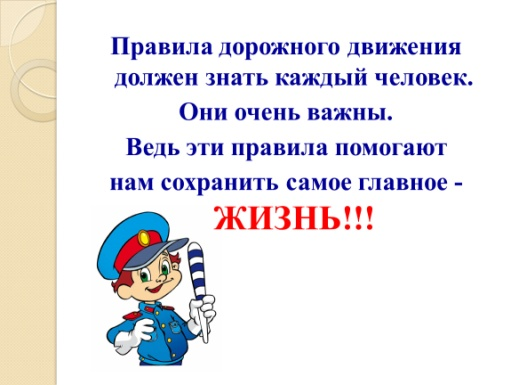 Правила дорожного движения
должен знать каждый человек.
Они очень важны.
Ведь эти правила помогают
нам сохранить самое главное -
ЖИЗНЬ!!!